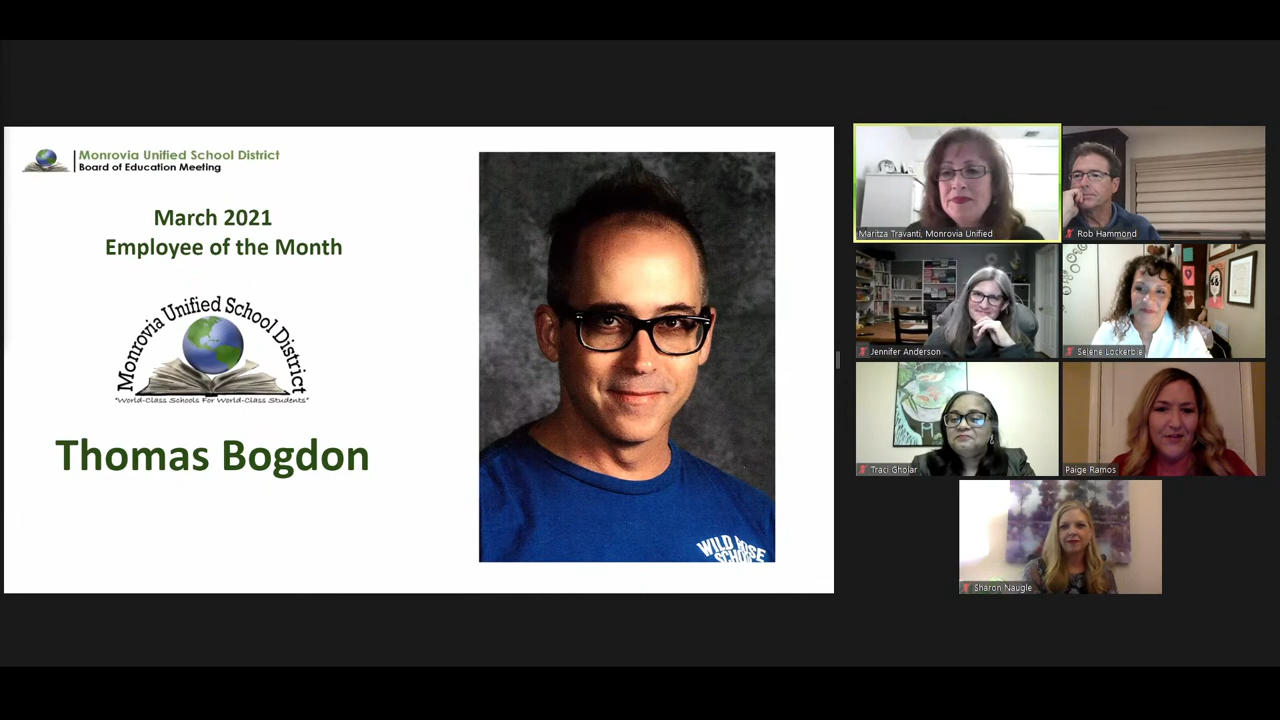 Monrovia Unified School District
Board of Education Meeting
March 2021
Employee of the Month
Monrovia Unified School District
"World-Class Schools For World-Class Students"
Thomas Bogdon
WILD ROSE
SCHOOL
Maritza Travanti, Monrovia Unified
Rob Hammond
Jennifer Anderson
Selene Lockerbie
Traci Gholar
Paige Ramos
Sharon Naugle